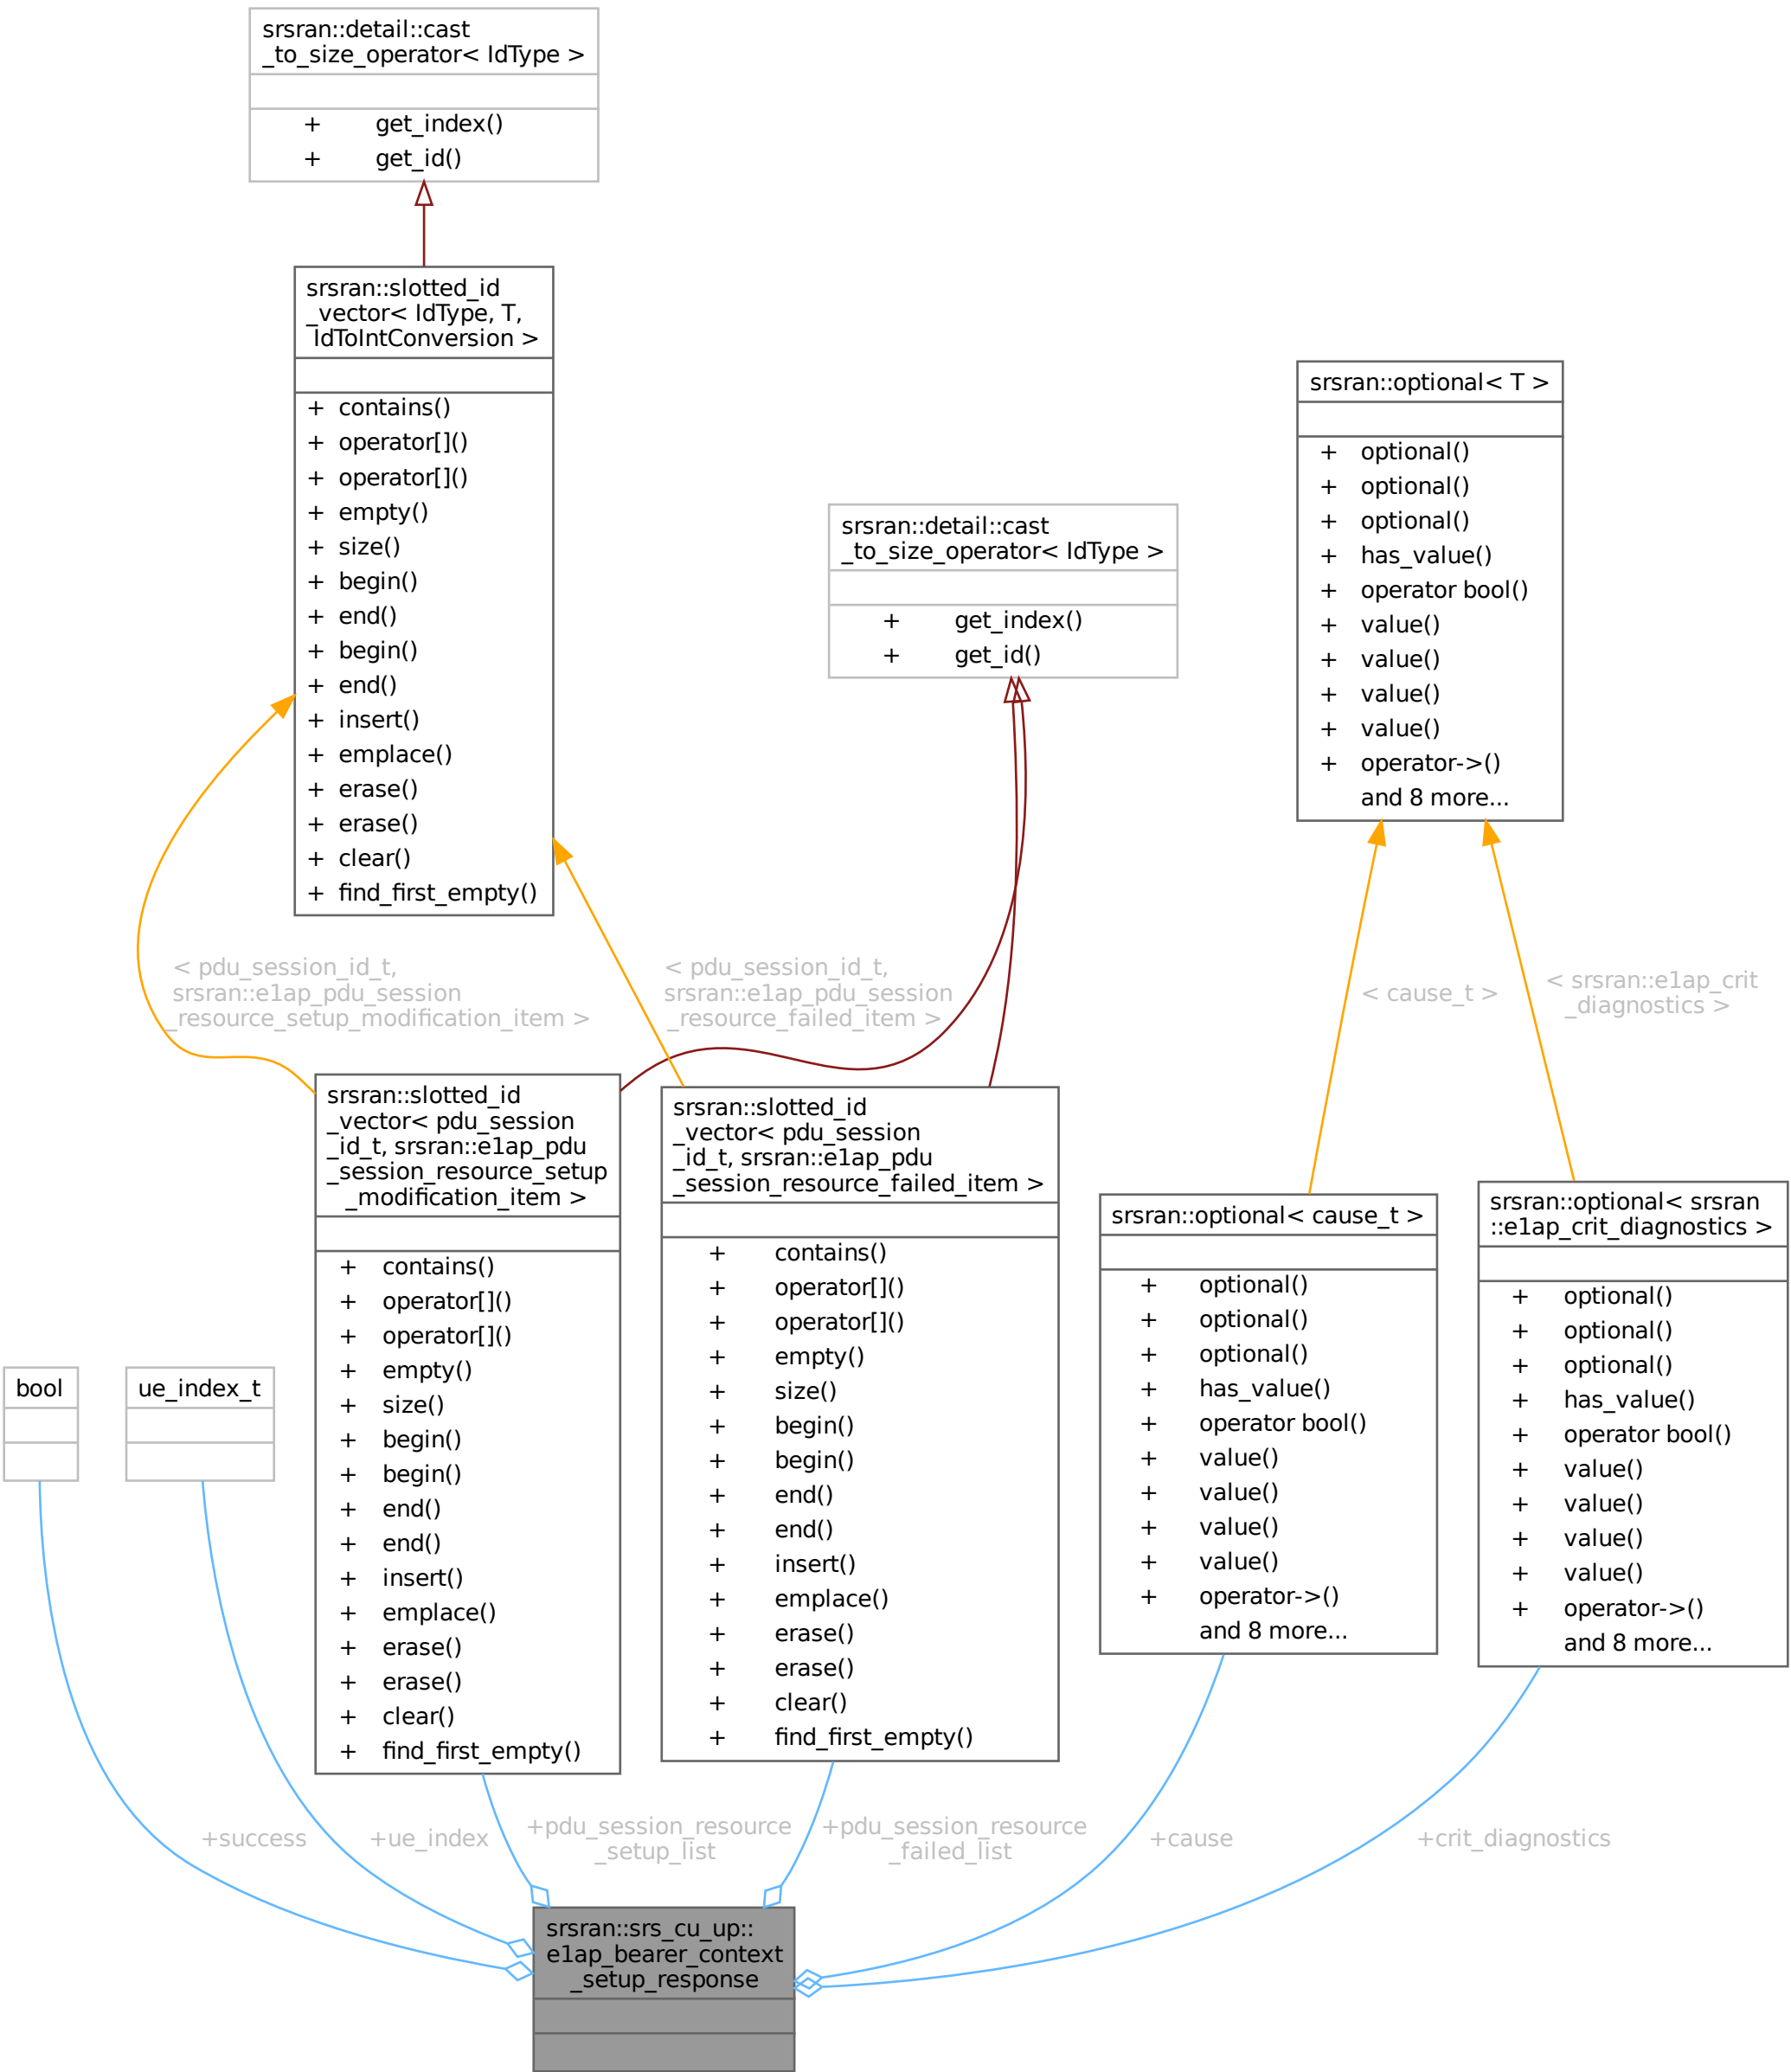 srsran::detail::cast
_to_size_operator< IdType >
+ get_index()
+ get_id()
srsran::slotted_id
_vector< IdType, T,
IdToIntConversion >
+ contains()
+ operator[]()
+ operator[]()
+ empty()
+ size()
+ begin()
+ end()
+ begin()
+ end()
+ insert()
+ emplace()
+ erase()
+ erase()
+ clear()
+ find_first_empty()
srsran::optional< T >
+ optional()
+ optional()
+ optional()
+ has_value()
+ operator bool()
+ value()
+ value()
+ value()
+ value()
+ operator->()
and 8 more...
srsran::detail::cast
_to_size_operator< IdType >
+ get_index()
+ get_id()
< pdu_session_id_t,
srsran::e1ap_pdu_session
_resource_setup_modification_item >
< pdu_session_id_t,
srsran::e1ap_pdu_session
_resource_failed_item >
< cause_t >
< srsran::e1ap_crit
_diagnostics >
srsran::slotted_id
_vector< pdu_session
_id_t, srsran::e1ap_pdu
_session_resource_setup
_modification_item >
+ contains()
+ operator[]()
+ operator[]()
+ empty()
+ size()
+ begin()
+ begin()
+ end()
+ end()
+ insert()
+ emplace()
+ erase()
+ erase()
+ clear()
+ find_first_empty()
srsran::slotted_id
_vector< pdu_session
_id_t, srsran::e1ap_pdu
_session_resource_failed_item >
+ contains()
+ operator[]()
+ operator[]()
+ empty()
+ size()
+ begin()
+ begin()
+ end()
+ end()
+ insert()
+ emplace()
+ erase()
+ erase()
+ clear()
+ find_first_empty()
srsran::optional< cause_t >
+ optional()
+ optional()
+ optional()
+ has_value()
+ operator bool()
+ value()
+ value()
+ value()
+ value()
+ operator->()
and 8 more...
srsran::optional< srsran
::e1ap_crit_diagnostics >
+ optional()
+ optional()
+ optional()
+ has_value()
+ operator bool()
+ value()
+ value()
+ value()
+ value()
+ operator->()
and 8 more...
bool
ue_index_t
+success
+ue_index
+pdu_session_resource
_setup_list
+pdu_session_resource
_failed_list
+cause
+crit_diagnostics
srsran::srs_cu_up::
e1ap_bearer_context
_setup_response